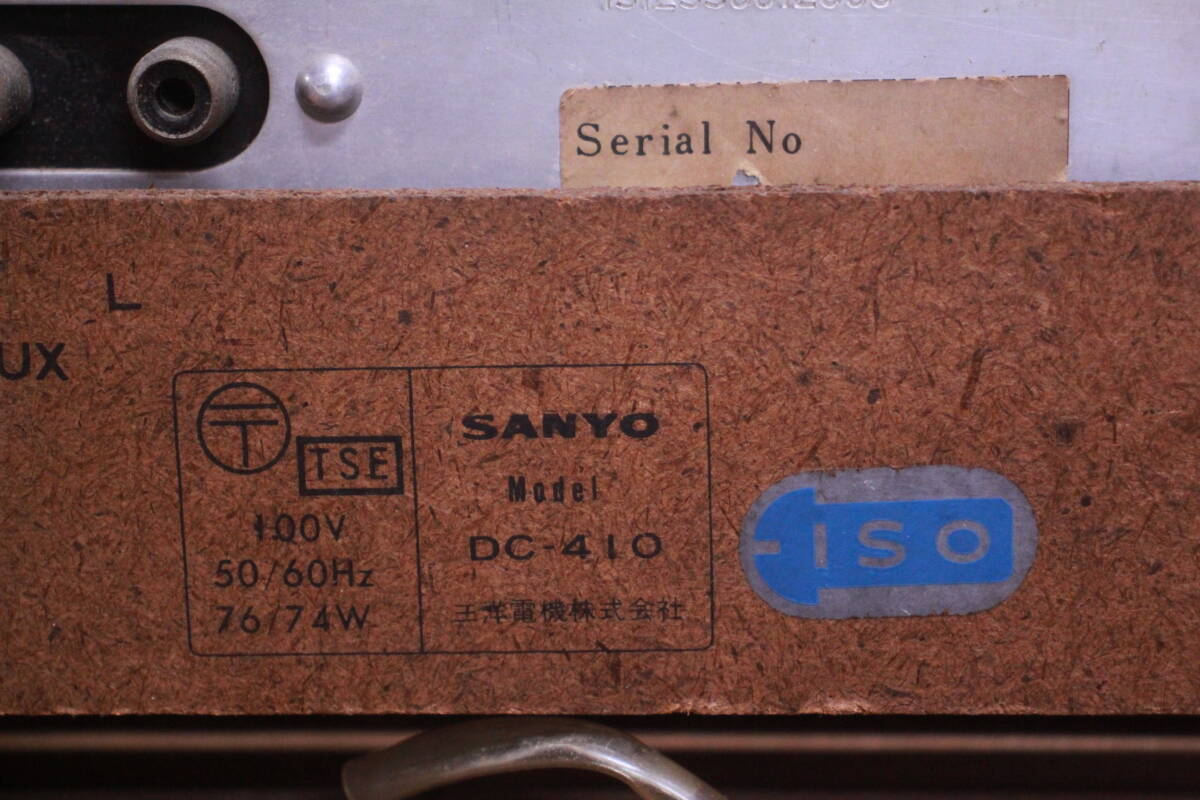 Serial No
L
UX
〒
TSE
100V
50/60Hz
76/74W
SANYO
Model
DC-410
三洋電機株式会社
ISO